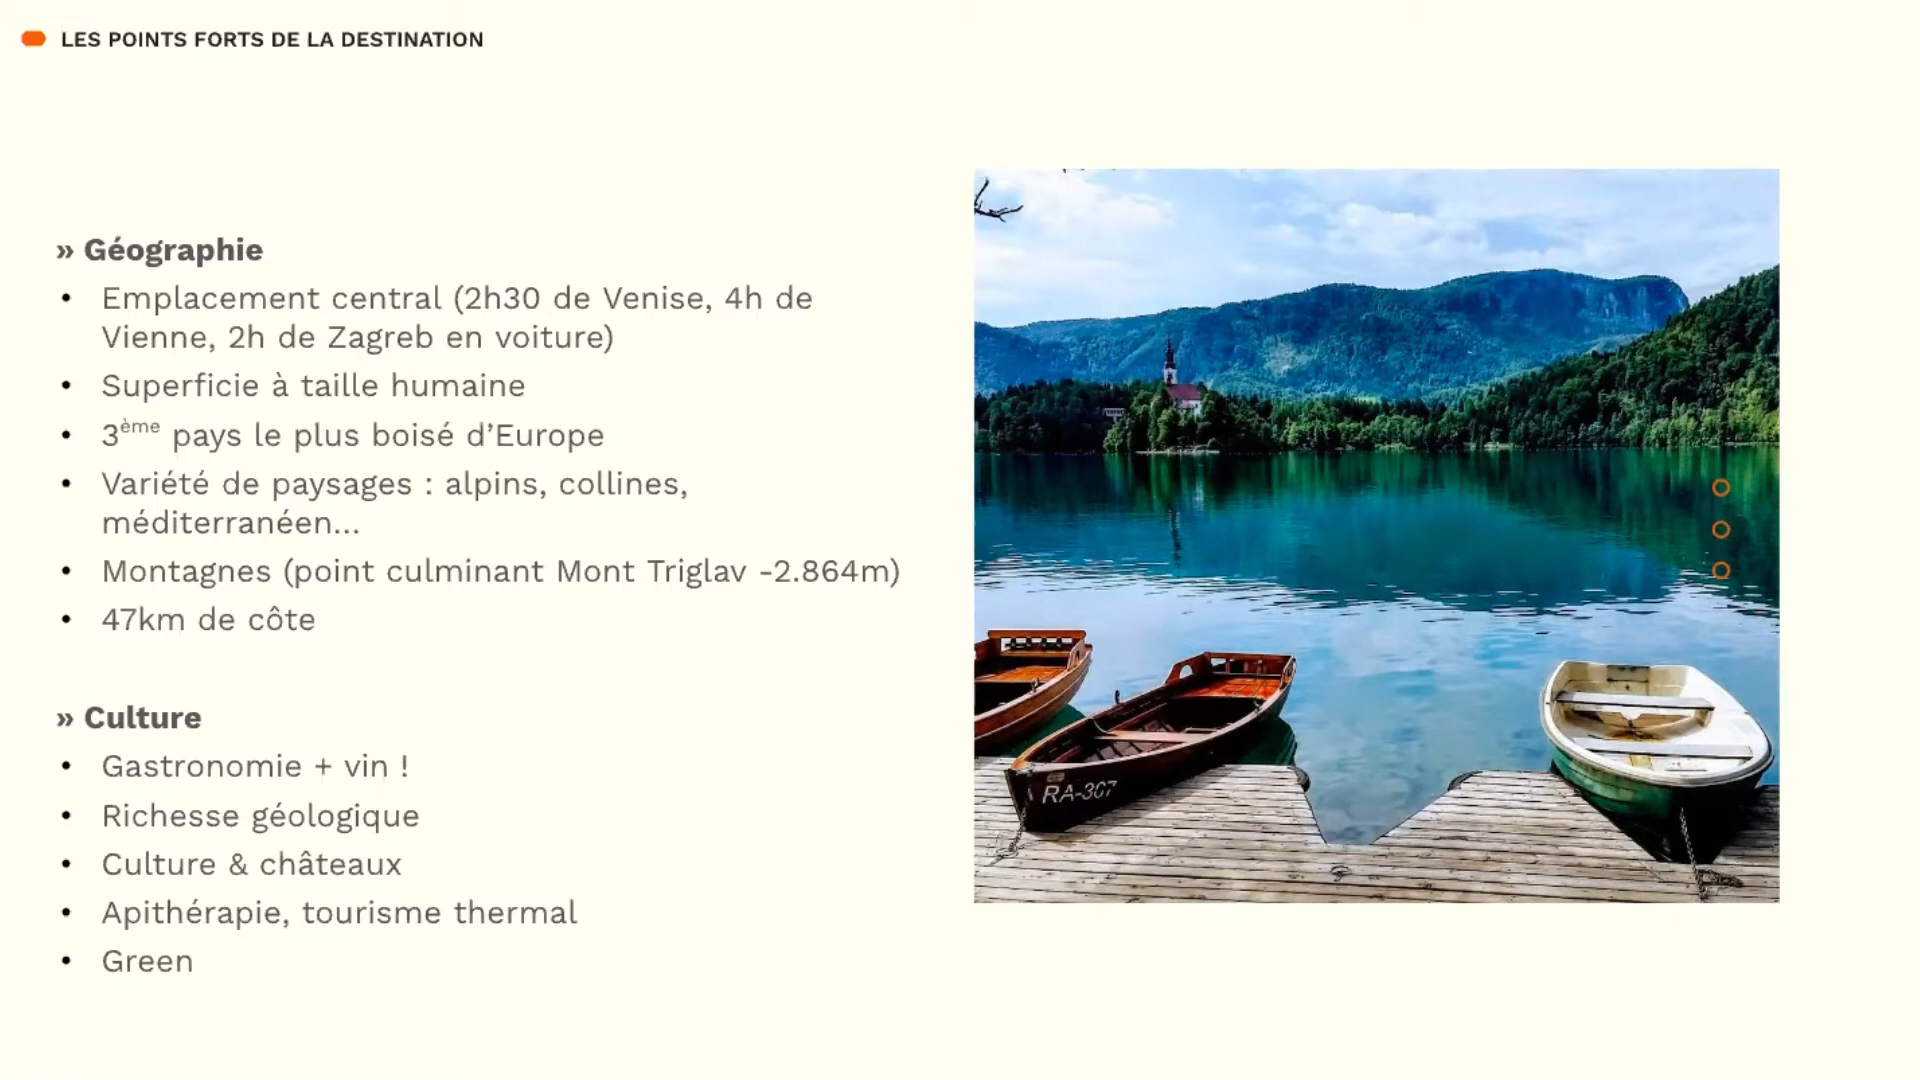 LES POINTS FORTS DE LA DESTINATION
» Géographie
• Emplacement central (2h30 de Venise, 4h de
Vienne, 2h de Zagreb en voiture)
• Superficie à taille humaine
• 3ème pays le plus boisé d’Europe
• Variété de paysages : alpins, collines,
méditerranéen...
• Montagnes (point culminant Mont Triglav -2.864m)
• 47km de côte
» Culture
• Gastronomie + vin !
• Richesse géologique
• Culture & châteaux
• Apithérapie, tourisme thermal
• Green
RA-307